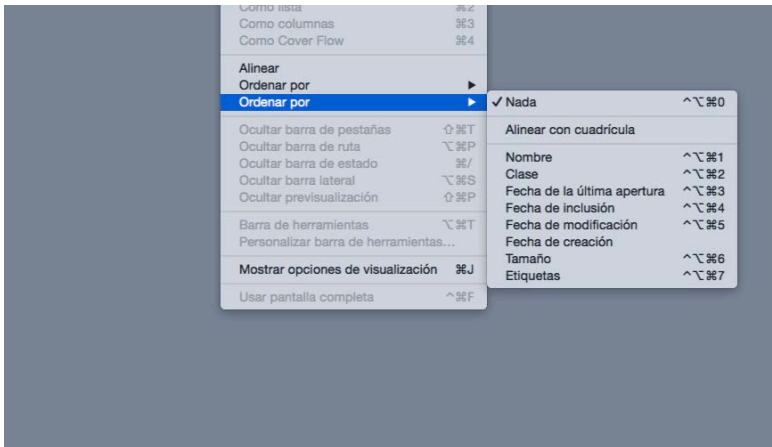 Como lista ⌘2
Como columnas ⌘3
Como Cover Flow ⌘4
Alinear
Ordenar por ▶
Ordenar por ▶
Ocultar barra de pestañas ⇧⌘T
Ocultar barra de ruta ⌥⌘P
Ocultar barra de estado ⌘/
Ocultar barra lateral ⌥⌘S
Ocultar previsualización ⇧⌘P
Barra de herramientas ⌥⌘T
Personalizar barra de herramientas...
Mostrar opciones de visualización ⌘J
Usar pantalla completa ^⌘F
✓ Nada ^⌥⌘0
Alinear con cuadrícula
Nombre ^⌥⌘1
Clase ^⌥⌘2
Fecha de la última apertura ^⌥⌘3
Fecha de inclusión ^⌥⌘4
Fecha de modificación ^⌥⌘5
Fecha de creación
Tamaño ^⌥⌘6
Etiquetas ^⌥⌘7